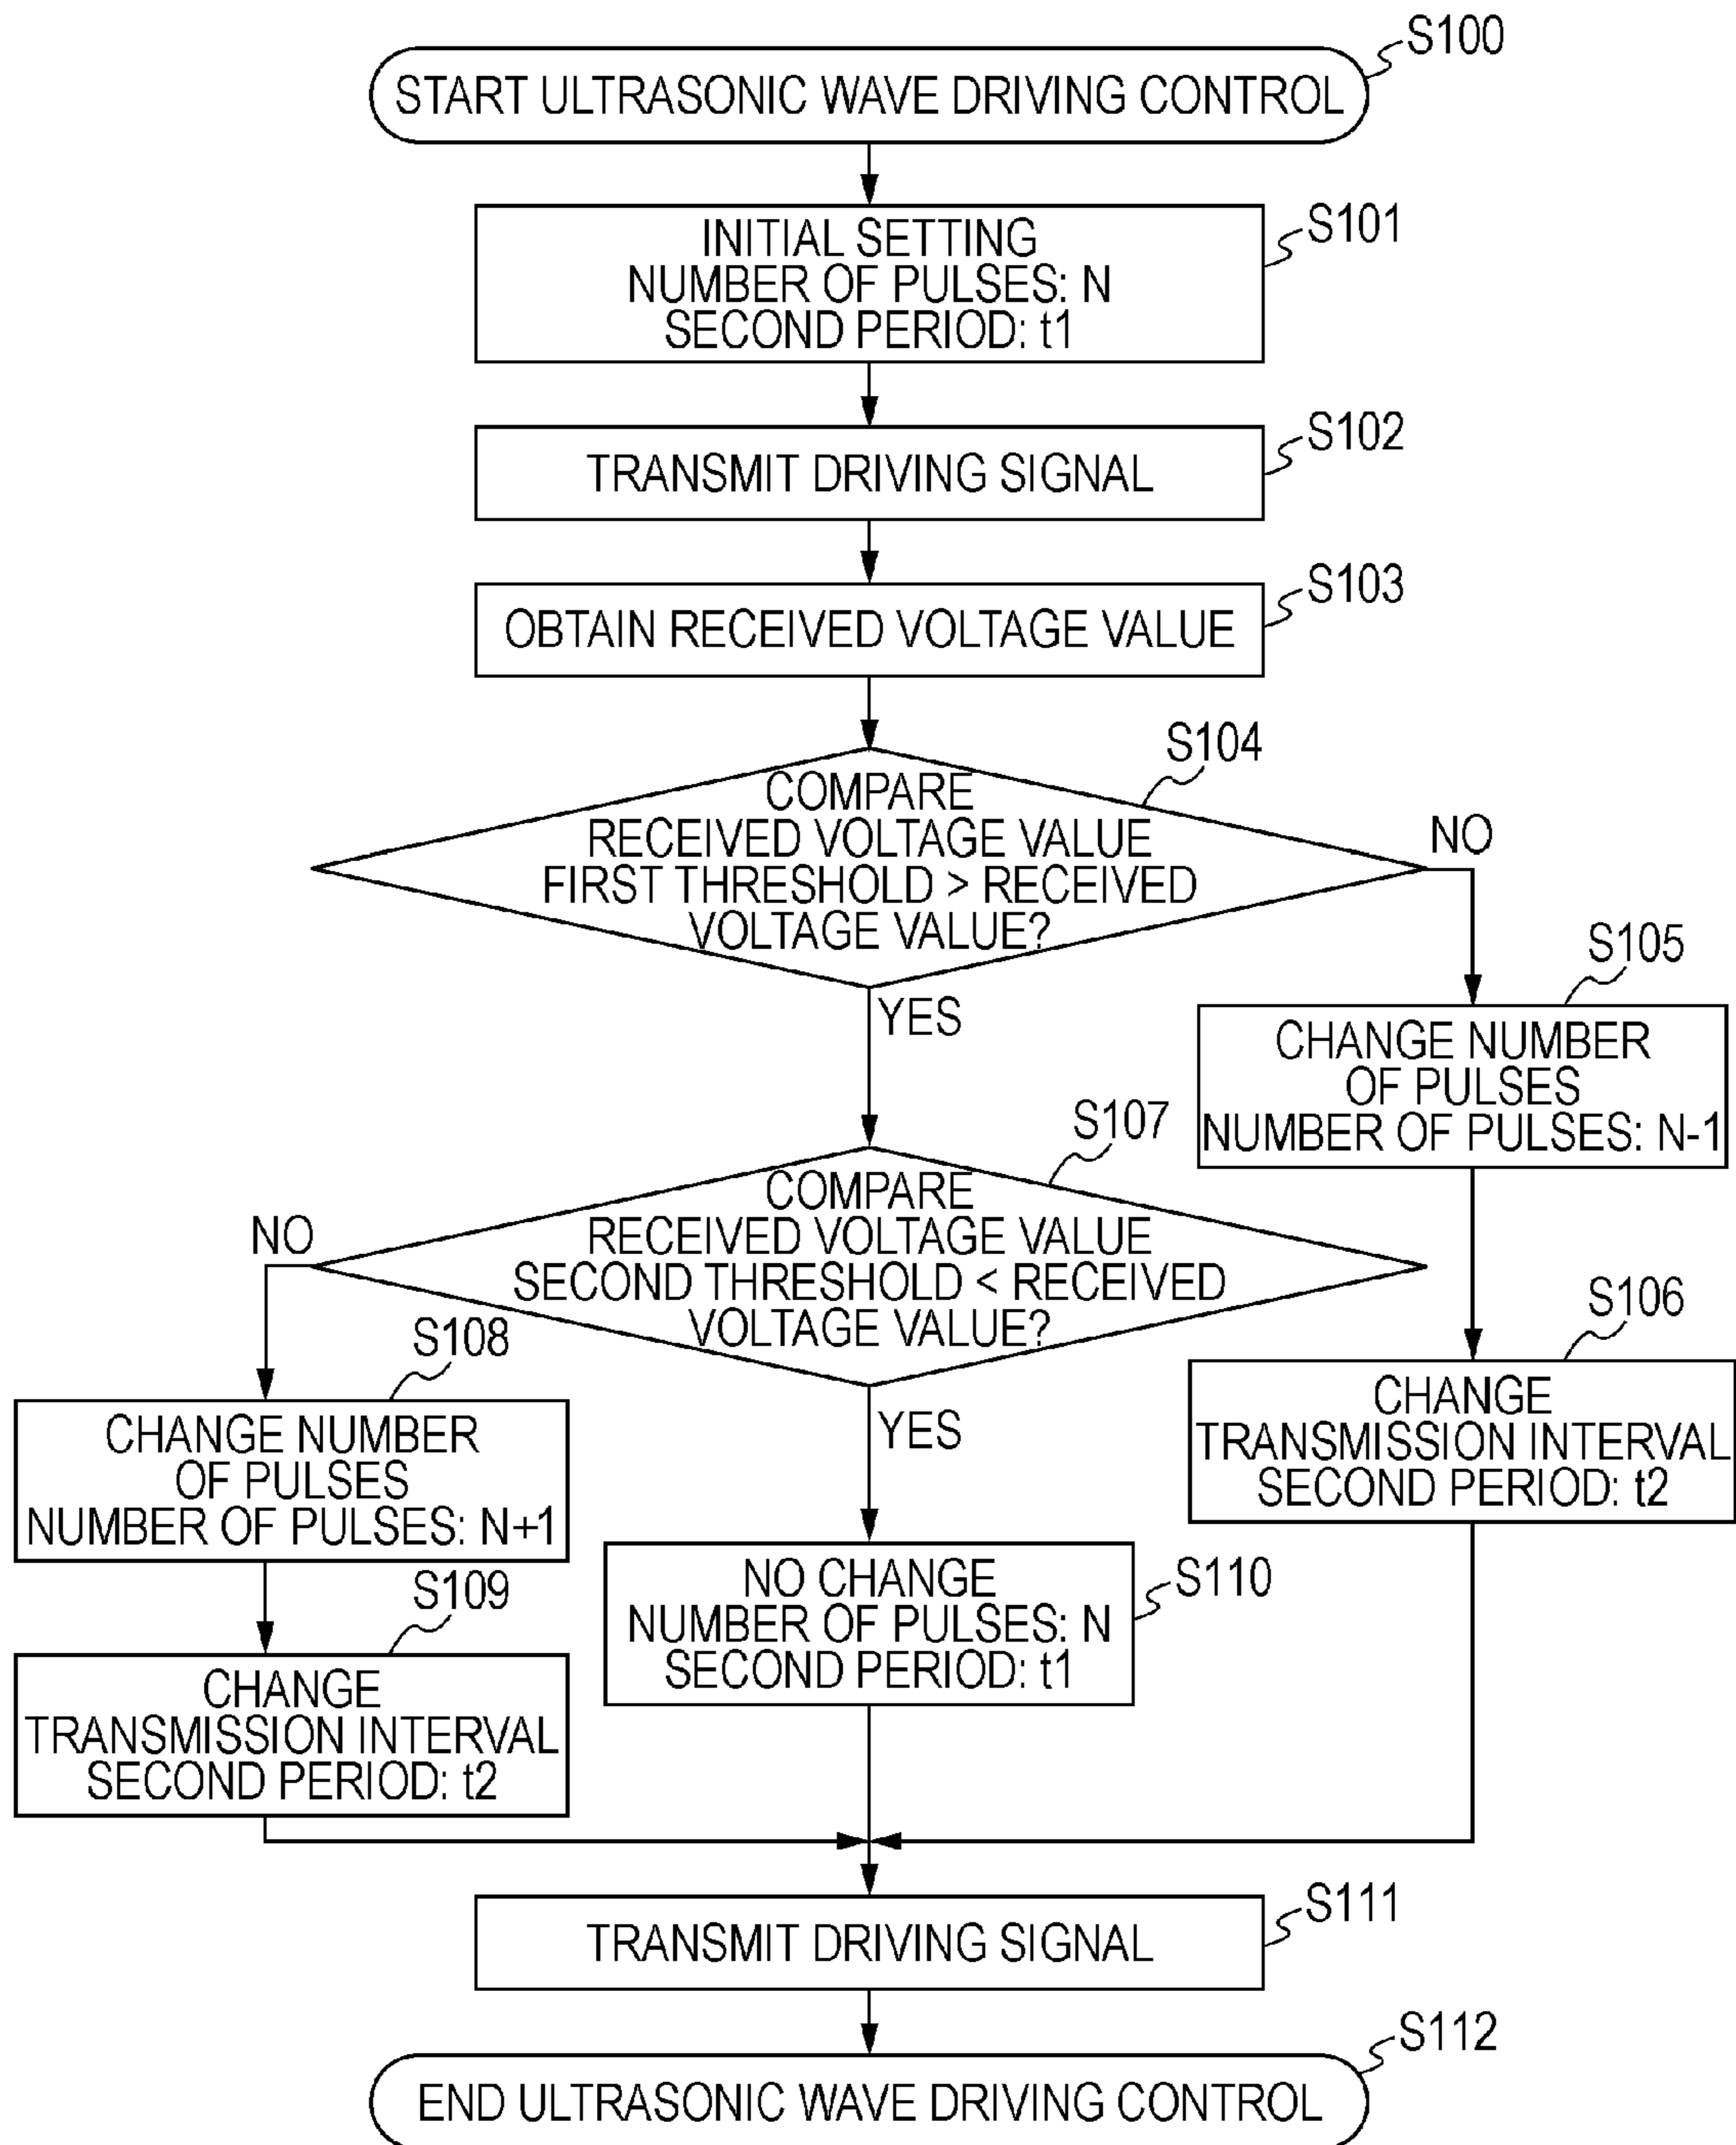 S100
START ULTRASONIC WAVE DRIVING CONTROL
S101
INITIAL SETTING
NUMBER OF PULSES: N
SECOND PERIOD: t1
S102
TRANSMIT DRIVING SIGNAL
S103
OBTAIN RECEIVED VOLTAGE VALUE
S104
COMPARE
RECEIVED VOLTAGE VALUE
FIRST THRESHOLD > RECEIVED
VOLTAGE VALUE?
NO
YES
S105
CHANGE NUMBER
OF PULSES
NUMBER OF PULSES: N-1
S106
CHANGE
TRANSMISSION INTERVAL
SECOND PERIOD: t2
S107
COMPARE
RECEIVED VOLTAGE VALUE
SECOND THRESHOLD < RECEIVED
VOLTAGE VALUE?
NO
YES
S108
CHANGE NUMBER
OF PULSES
NUMBER OF PULSES: N+1
S109
CHANGE
TRANSMISSION INTERVAL
SECOND PERIOD: t2
S110
NO CHANGE
NUMBER OF PULSES: N
SECOND PERIOD: t1
S111
TRANSMIT DRIVING SIGNAL
S112
END ULTRASONIC WAVE DRIVING CONTROL